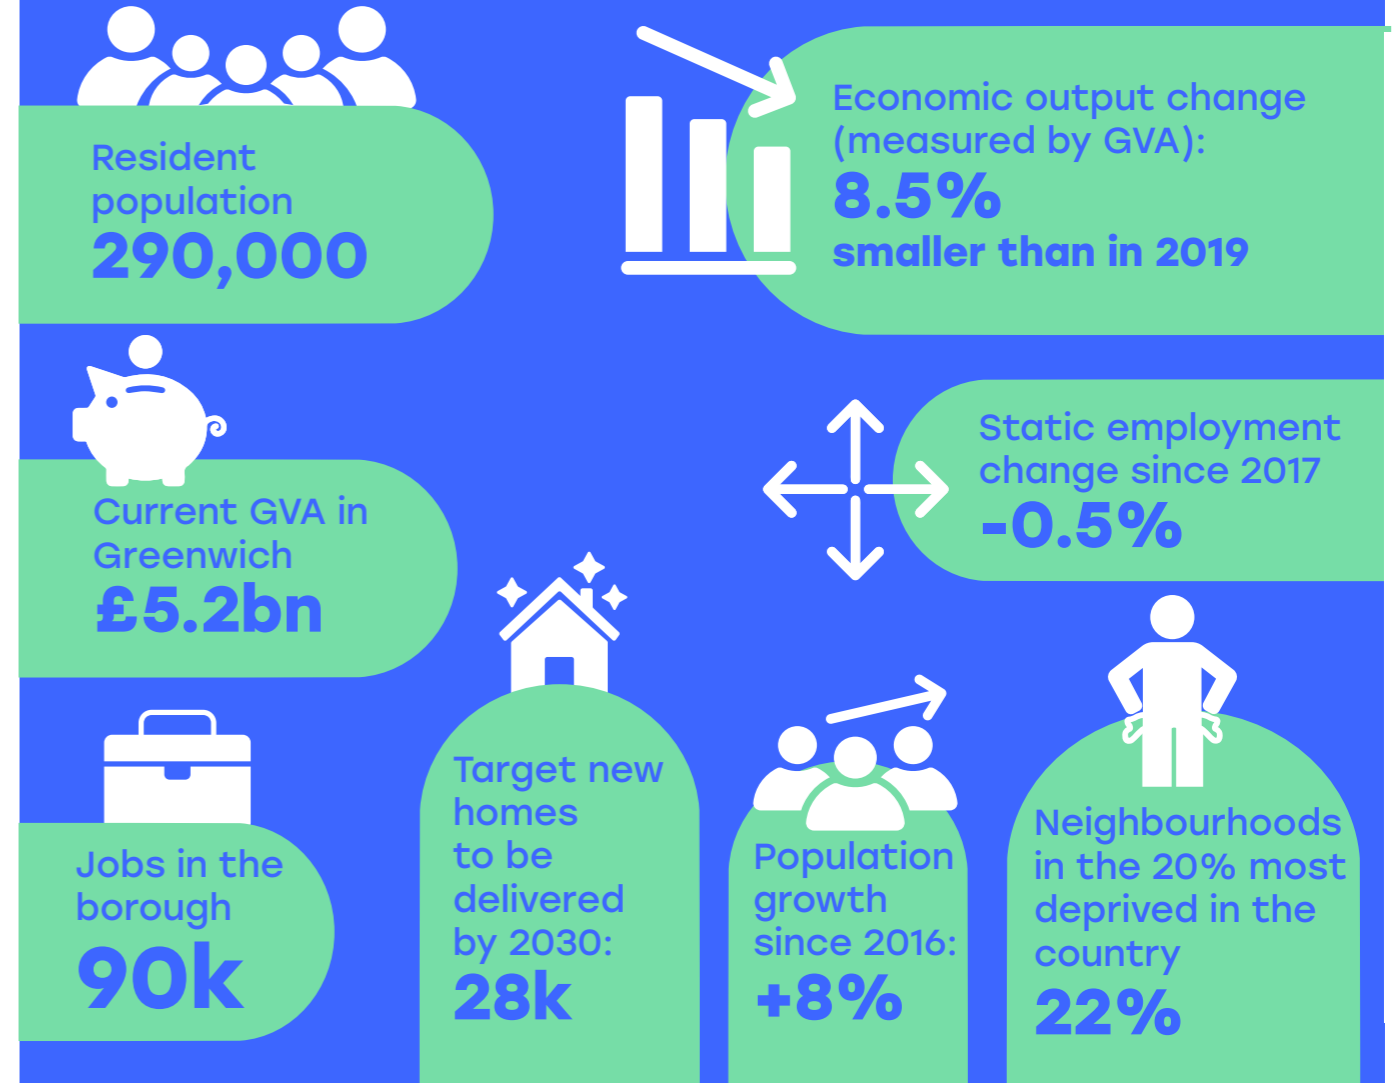 Resident
population
290,000
Economic output change
(measured by GVA):
8.5%
smaller than in 2019
Current GVA in
Greenwich
£5.2bn
Static employment
change since 2017
-0.5%
Jobs in the
borough
90k
Target new
homes
to be
delivered
by 2030:
28k
Population
growth
since 2016:
+8%
Neighbourhoods
in the 20% most
deprived in the
country
22%